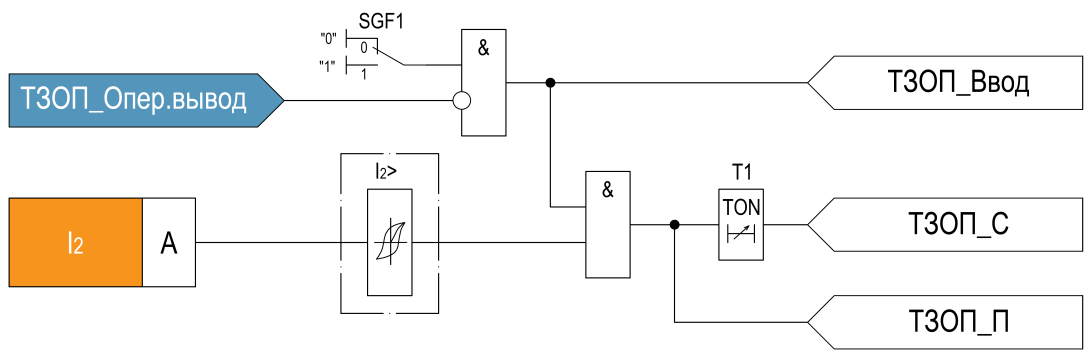 SGF1
"0"
0
"1"
1
&
ТЗОП_Опер.вывод
ТЗОП_Ввод
I2>
&
T1
TON
I2
A
ТЗОП_С
ТЗОП_П